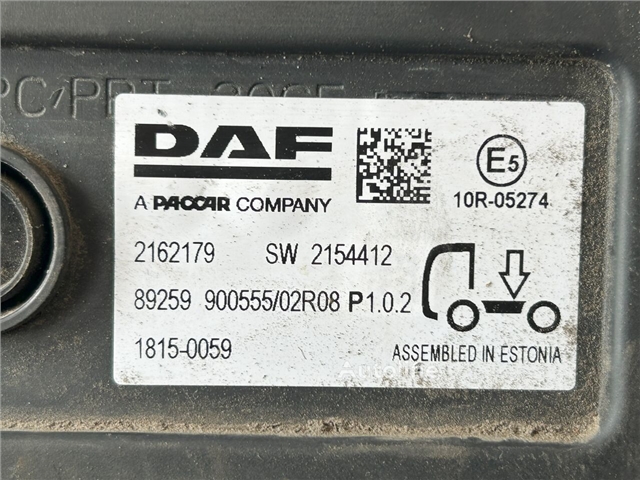 DAF
A PACCAR COMPANY
E5
10R-05274
2162179 SW 2154412
89259 900555/02R08 P1.0.2
1815-0059
ASSEMBLED IN ESTONIA
Autoline